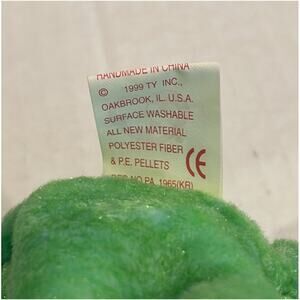 HANDMADE IN CHINA
© 1999 TY INC.,
OAKBROOK, IL. U.S.A.
SURFACE WASHABLE
ALL NEW MATERIAL
POLYESTER FIBER
& P.E. PELLETS CE
REG. NO PA. 1965(KR)